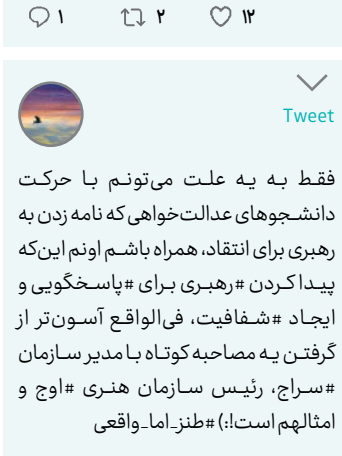 ۱ ۲ ۱۲
Tweet
فقط به یه علت می‌تونم با حرکت
دانشجوهای عدالت‌خواهی که نامه زدن به
رهبری برای انتقاد، همراه باشم اونم این‌که
پیدا کردن #رهبری برای #پاسخگویی و
ایجاد #شفافیت، فی‌الواقع آسون‌تر از
گرفتن یه مصاحبه کوتاه با مدیر سازمان
#سراج، رئیس سازمان هنری #اوج و
امثالهم است!:) #طنز_اما_واقعی